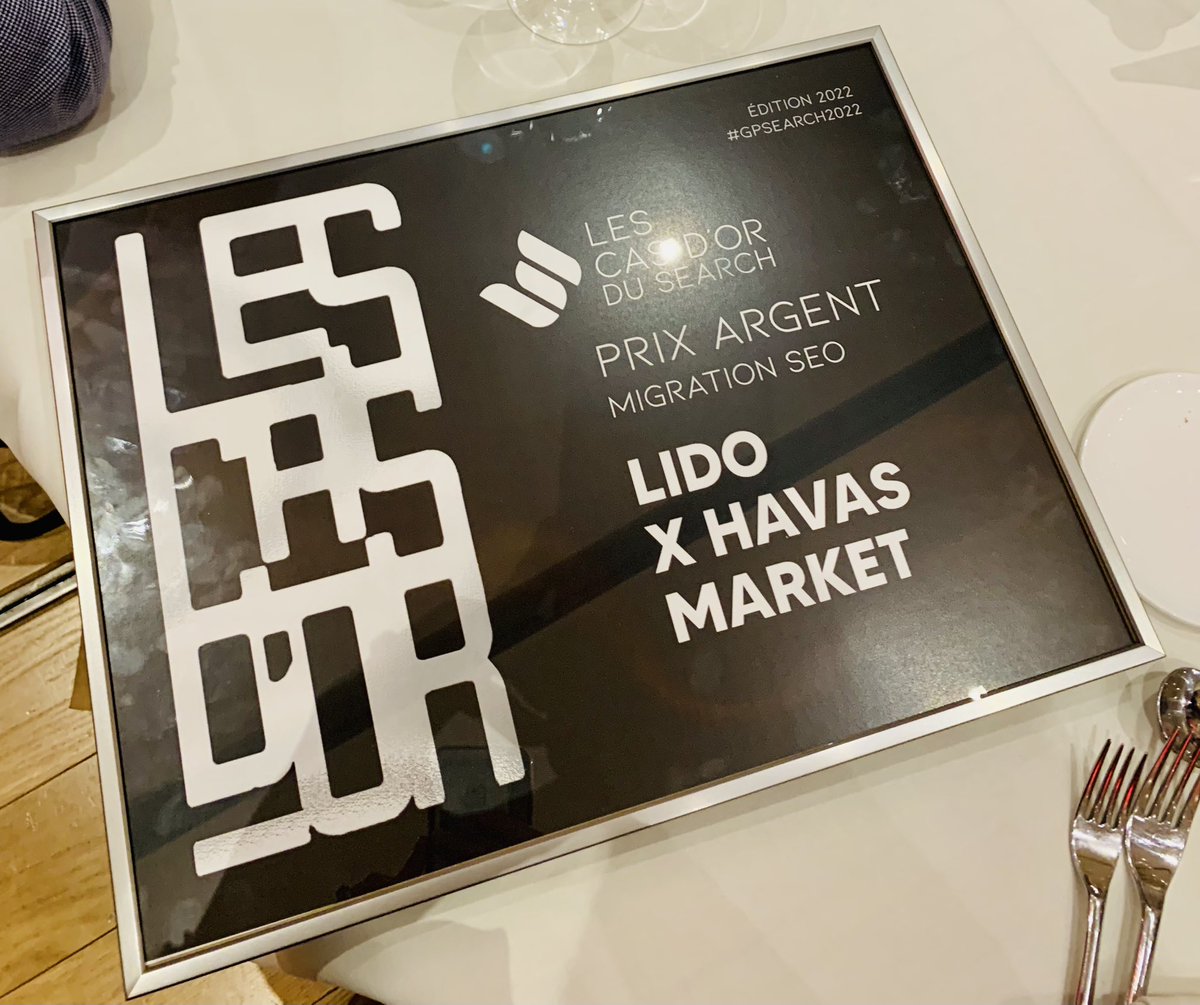 LES
CAS
D'OR
ÉDITION 2022
#GPSEARCH2022
LES
CAS D'OR
DU SEARCH
PRIX ARGENT
MIGRATION SEO
LIDO
X HAVAS
MARKET